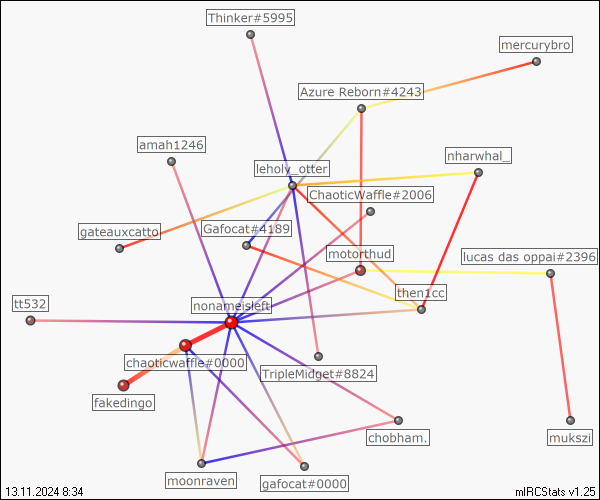 Thinker#5995
mercurybro
Azure Reborn#4243
amah1246
nharwhal_
leholy_otter
ChaoticWaffle#2006
gateauxcatto
Gafocat#4189
motorthud
lucas das oppai#2396
then1cc
tt532
nonameisleft
chaoticwaffle#0000
TripleMidget#8824
fakedingo
chobham.
mukszi
moonraven
gafocat#0000
13.11.2024 8:34
mIRCStats v1.25